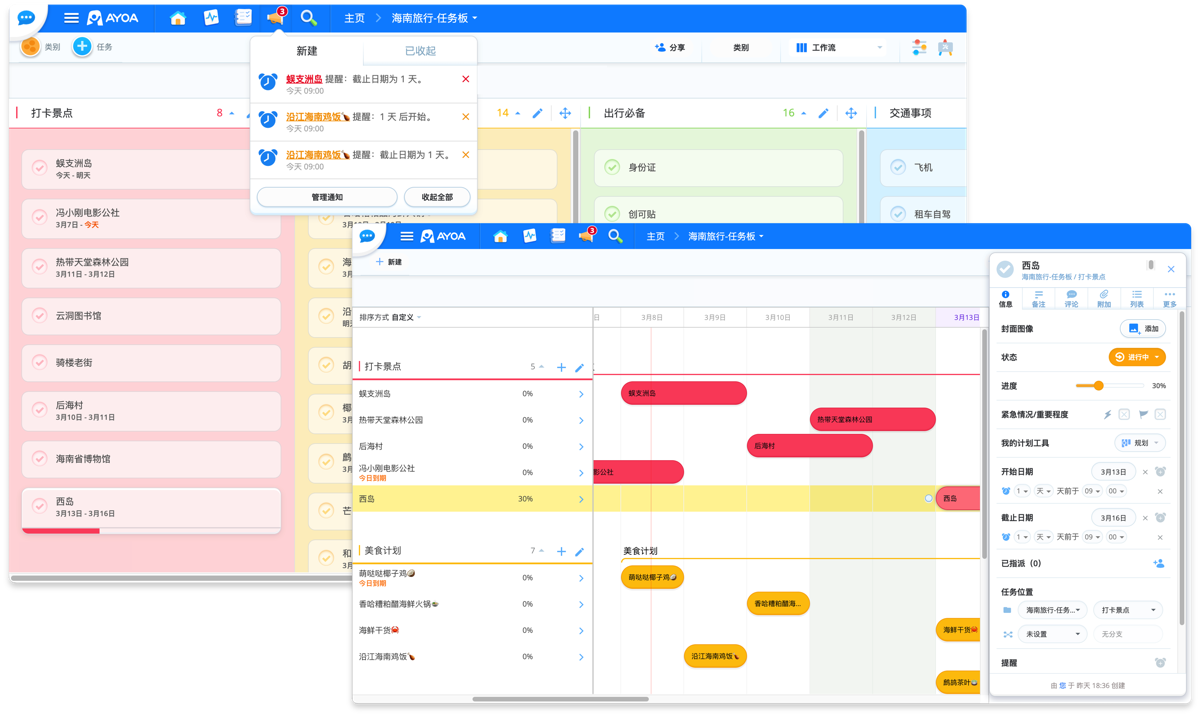 AYOA
3
主页
海南旅行-任务板
类别
任务
分享
类别
工作流
新建
已收起
蜈支洲岛 提醒：截止日期为 1 天。
今天 09:00
沿江海南鸡饭🍗 提醒：1 天 后开始。
今天 09:00
沿江海南鸡饭🍗 提醒：截止日期为 1 天。
今天 09:00
管理通知
收起全部
打卡景点
8
14
出行必备
16
交通事项
蜈支洲岛
今天 - 明天
冯小刚电影公社
3月7日 - 今天
热带天堂森林公园
3月11日 - 3月12日
云洞图书馆
骑楼老街
后海村
3月10日 - 3月11日
海南省博物馆
西岛
3月13日 - 3月16日
身份证
创可贴
飞机
租车自驾
海
沿
明天
胡
椰
3月
鹧
3月
芒
和
今天
AYOA
3
主页
海南旅行-任务板
新建
排序方式 自定义
日
3月8日
3月9日
3月10日
3月11日
3月12日
3月13日
打卡景点
5
蜈支洲岛
0%
蜈支洲岛
热带天堂森林公园
0%
热带天堂森林公园
后海村
0%
后海村
冯小刚电影公社
今日到期
0%
影公社
西岛
30%
西岛
美食计划
7
美食计划
萌哒哒椰子鸡🥥
今日到期
0%
萌哒哒椰子鸡🥥
香哈糟粕醋海鲜火锅🍲
0%
香哈糟粕醋海...
海鲜干货🦀
0%
海鲜干货🦀
沿江海南鸡饭🍗
0%
沿江海南鸡饭🍗
鹧鸪茶叶
西岛
海南旅行-任务板 / 打卡景点
信息
备注
评论
附加
列表
更多
封面图像
添加
状态
进行中
进度
30%
紧急情况/重要程度
我的计划工具
规划
开始日期
3月13日
1 天 天前于 09 00
截止日期
3月16日
1 天 天前于 09 00
已指派（0）
任务位置
海南旅行-任务...
打卡景点
未设置
无分支
提醒
由 您 于 昨天 18:36 创建